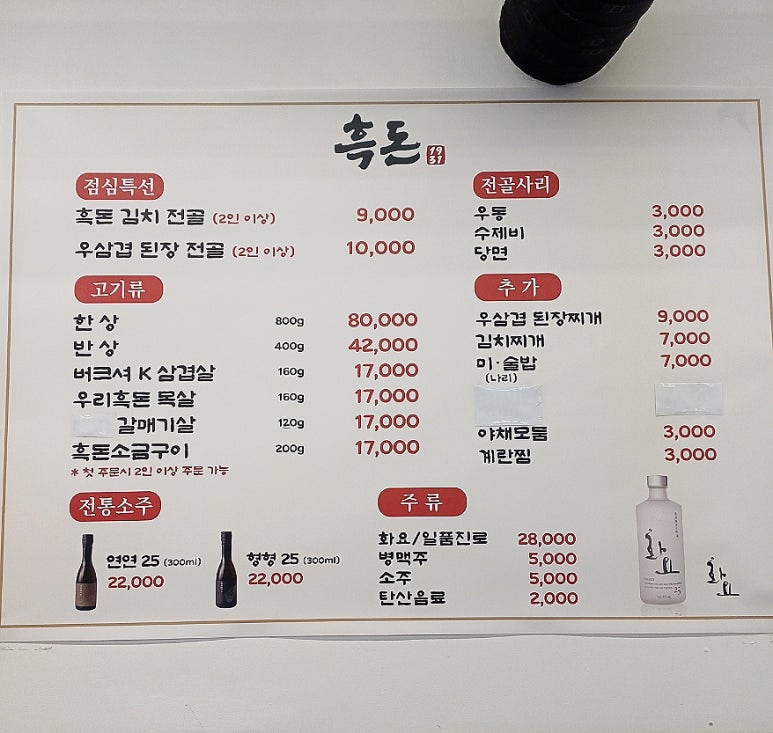 흑돈 1931
점심특선
흑돈 김치 전골 (2인 이상) 9,000
우삼겹 된장 전골 (2인 이상) 10,000
고기류
한 상 800g 80,000
반 상 400g 42,000
버크셔 K 삼겹살 160g 17,000
우리흑돈 목살 160g 17,000
갈매기살 120g 17,000
흑돈소금구이 200g 17,000
* 첫 주문시 2인 이상 주문 가능
전골사리
우동 3,000
수제비 3,000
당면 3,000
추 가
우삼겹 된장찌개 9,000
김치찌개 7,000
미·술밥 7,000
(나리)
야채모둠 3,000
계란찜 3,000
전통소주
연연 25 (300ml)
22,000
형형 25 (300ml)
22,000
주 류
화요/일품진로 28,000
병맥주 5,000
소주 5,000
탄산음료 2,000
화요
25
화요